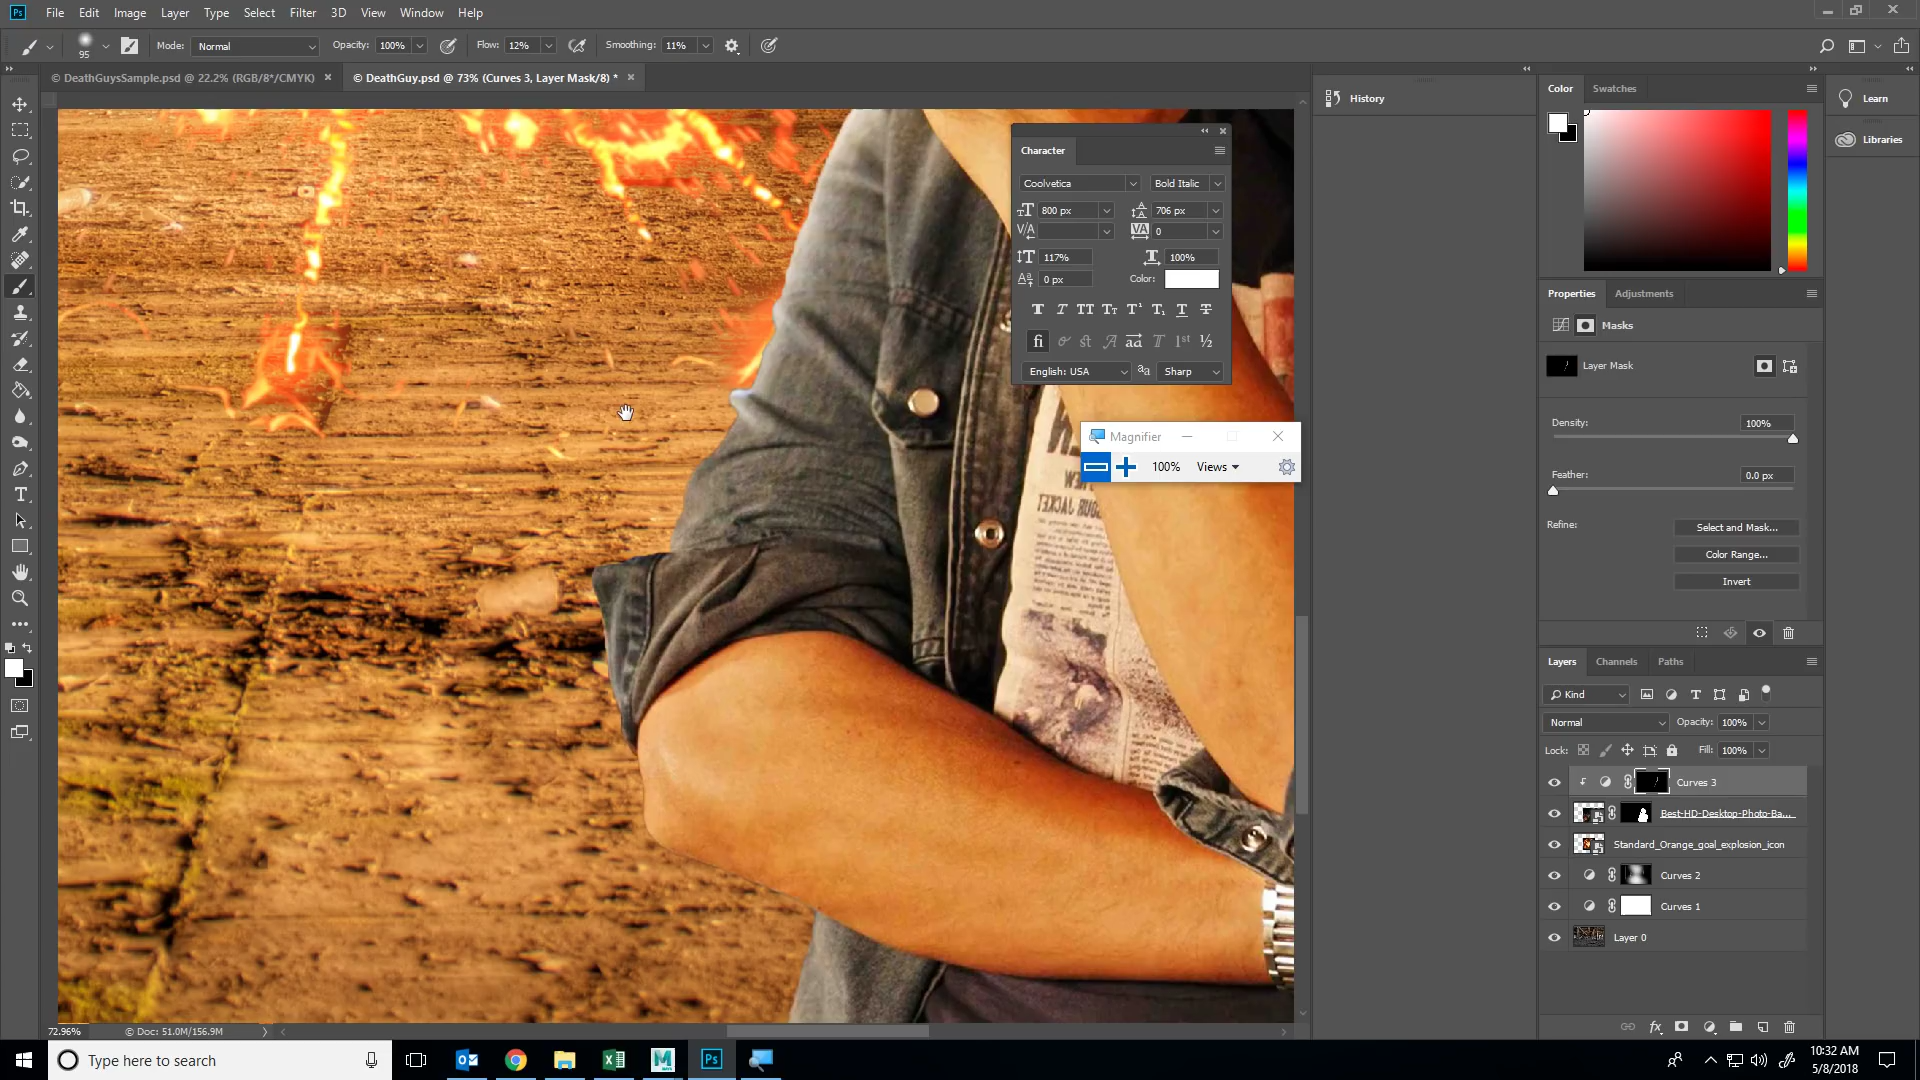 Ps File Edit Image Layer Type Select Filter 3D View Window Help
95 Mode: Normal Opacity: 100% Flow: 12% Smoothing: 11%
© DeathGuysSample.psd @ 22.2% (RGB/8*/CMYK) × © DeathGuy.psd @ 73% (Curves 3, Layer Mask/8) * ×
History
Color Swatches
Learn
Libraries
Character
Coolvetica Bold Italic
800 px 706 px
0
117% 100%
0 px Color:
English: USA Sharp
Magnifier
100% Views
JACKET
Properties Adjustments
Masks
Layer Mask
Density: 100%
Feather: 0.0 px
Refine: Select and Mask...
Color Range...
Invert
Layers Channels Paths
Kind
Normal Opacity: 100%
Lock: Fill: 100%
Curves 3
Best-HD-Desktop-Photo-Ba...
Standard_Orange_goal_explosion_icon
Curves 2
Curves 1
Layer 0
72.96% © Doc: 51.0M/156.9M
Type here to search
10:32 AM
5/8/2018